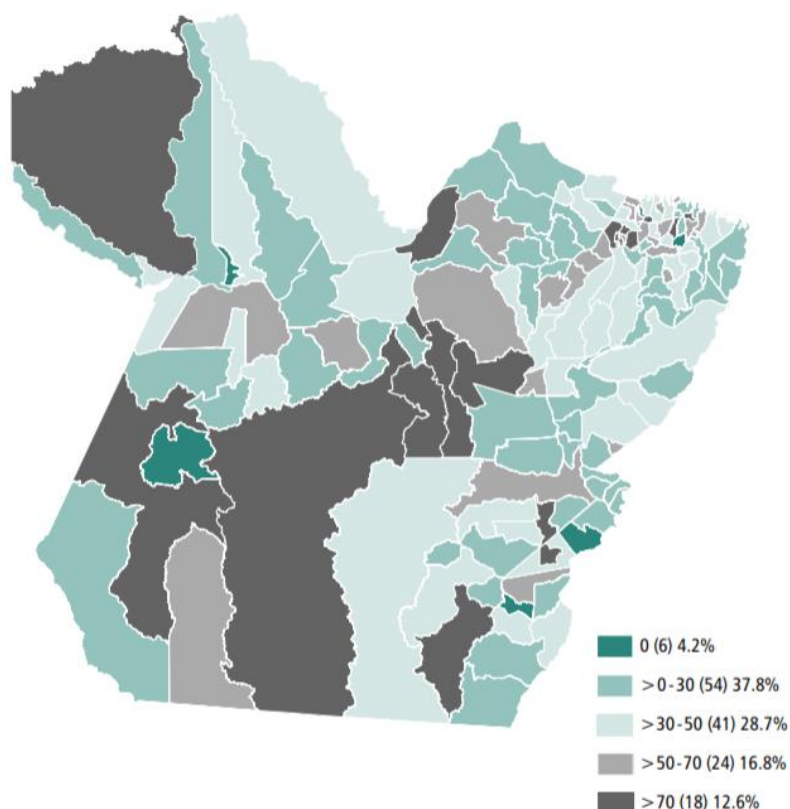 0 (6) 4.2%
>0-30 (54) 37.8%
>30-50 (41) 28.7%
>50-70 (24) 16.8%
>70 (18) 12.6%